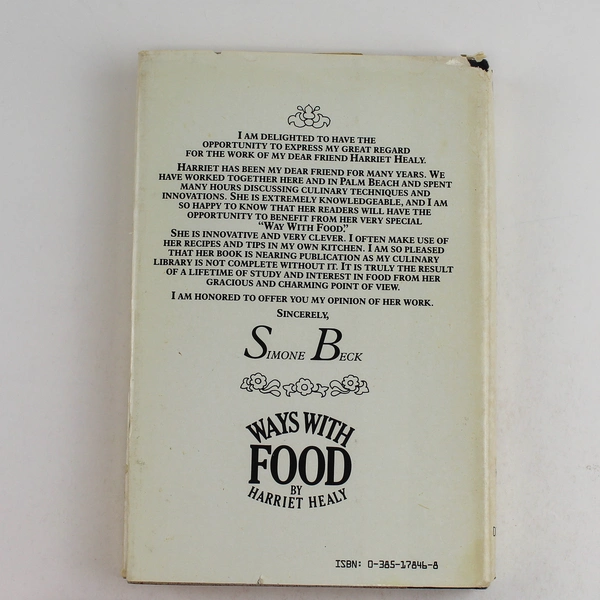 I AM DELIGHTED TO HAVE THE
OPPORTUNITY TO EXPRESS MY GREAT REGARD
FOR THE WORK OF MY DEAR FRIEND HARRIET HEALY.
HARRIET HAS BEEN MY DEAR FRIEND FOR MANY YEARS. WE
HAVE WORKED TOGETHER HERE AND IN PALM BEACH AND SPENT
MANY HOURS DISCUSSING CULINARY TECHNIQUES AND
INNOVATIONS. SHE IS EXTREMELY KNOWLEDGEABLE, AND I AM
SO HAPPY TO KNOW THAT HER READERS WILL HAVE THE
OPPORTUNITY TO BENEFIT FROM HER VERY SPECIAL
“WAY WITH FOOD.”
SHE IS INNOVATIVE AND VERY CLEVER. I OFTEN MAKE USE OF
HER RECIPES AND TIPS IN MY OWN KITCHEN. I AM SO PLEASED
THAT HER BOOK IS NEARING PUBLICATION AS MY CULINARY
LIBRARY IS NOT COMPLETE WITHOUT IT. IT IS TRULY THE RESULT
OF A LIFETIME OF STUDY AND INTEREST IN FOOD FROM HER
GRACIOUS AND CHARMING POINT OF VIEW.
I AM HONORED TO OFFER YOU MY OPINION OF HER WORK.
SINCERELY,
SIMONE BECK
WAYS WITH
FOOD
BY
HARRIET HEALY
ISBN: 0-385-17846-8